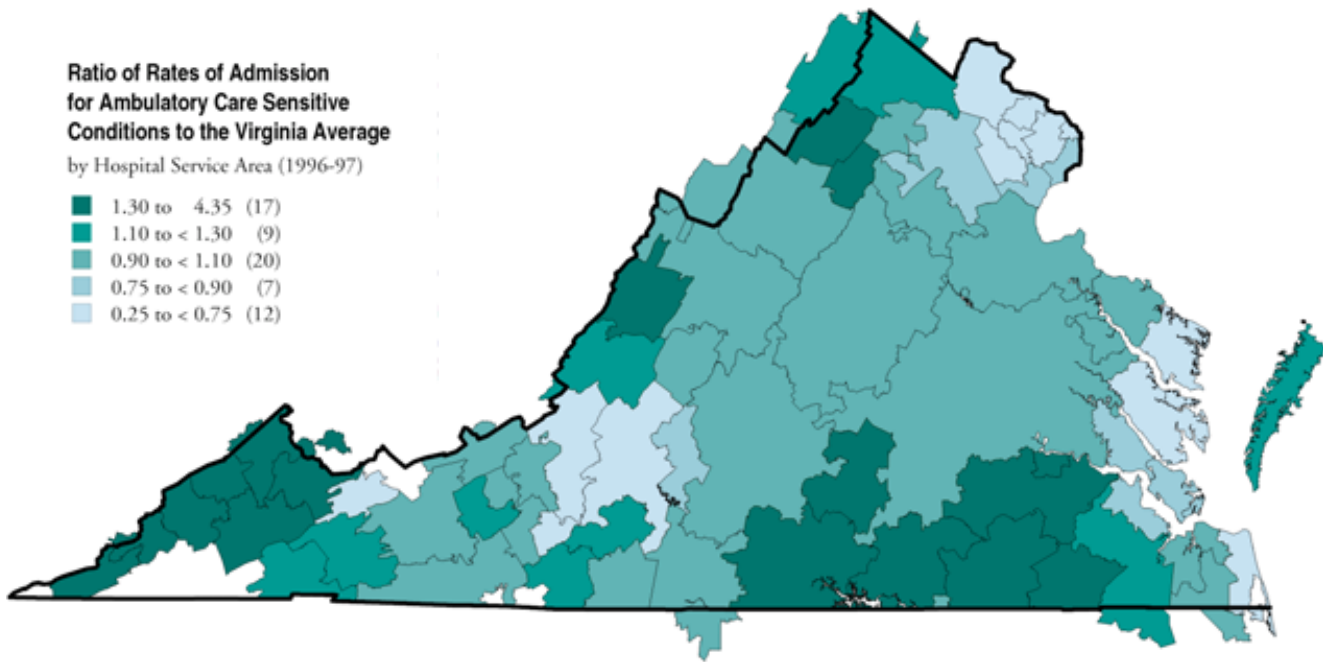 Ratio of Rates of Admission
for Ambulatory Care Sensitive
Conditions to the Virginia Average
by Hospital Service Area (1996-97)
1.30 to 4.35 (17)
1.10 to < 1.30 (9)
0.90 to < 1.10 (20)
0.75 to < 0.90 (7)
0.25 to < 0.75 (12)